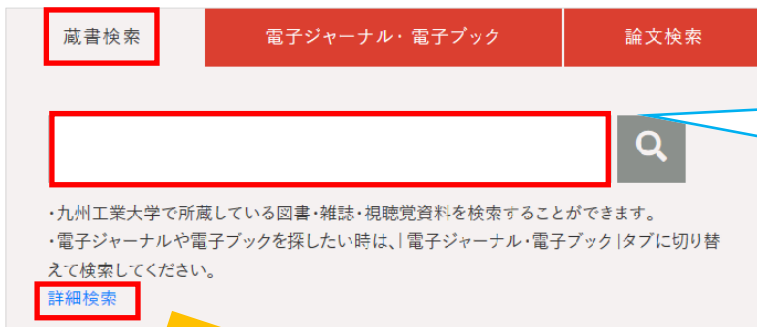 蔵書検索 電子ジャーナル・電子ブック 論文検索
・九州工業大学で所蔵している図書・雑誌・視聴覚資料を検索することができます。
・電子ジャーナルや電子ブックを探したい時は、「電子ジャーナル・電子ブック」タブに切り替
えて検索してください。
詳細検索